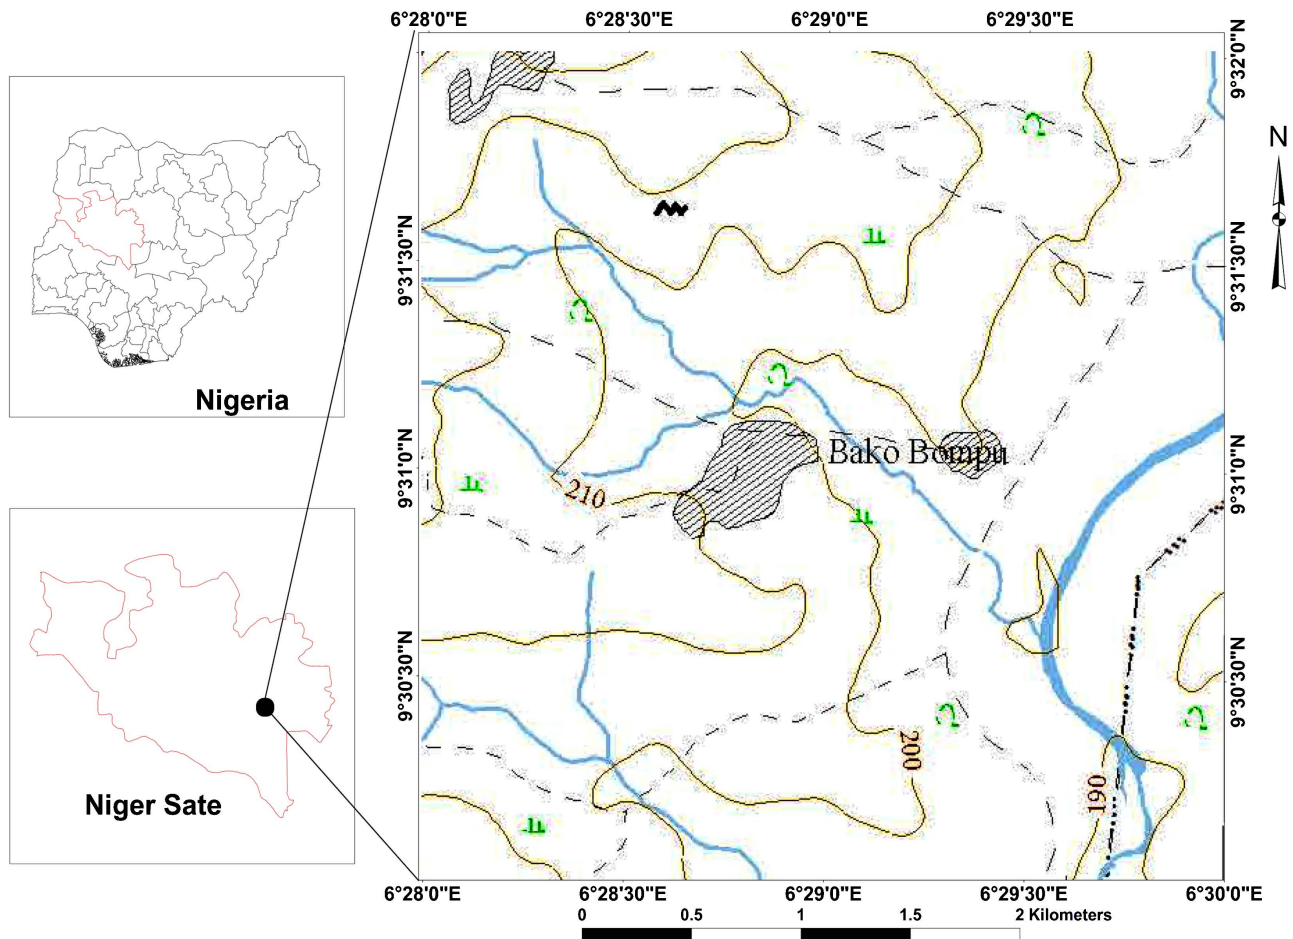 6°28'0"E 6°28'30"E 6°29'0"E 6°29'30"E
9°32'0"N
N
9°31'30"N 9°31'30"N
Nigeria
Bako Bompu
9°31'0"N 9°31'0"N
210
9°30'30"N 9°30'30"N
200
190
Niger Sate
6°28'0"E 6°28'30"E 6°29'0"E 6°29'30"E 6°30'0"E
0 0.5 1 1.5 2 Kilometers